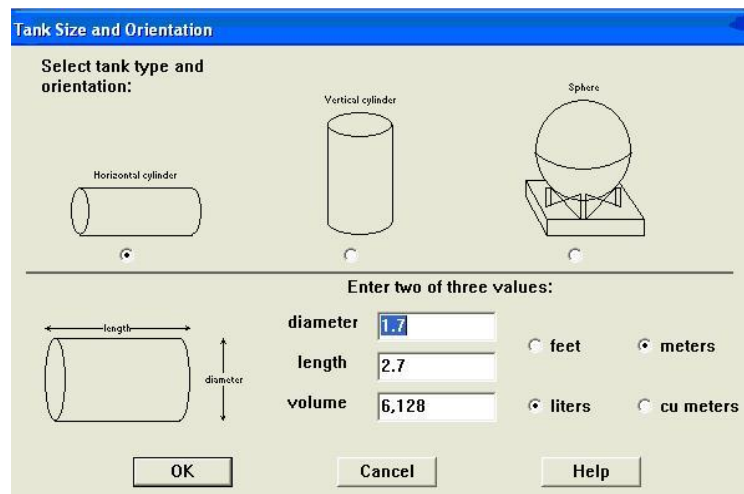 Tank Size and Orientation
Select tank type and
orientation:
Horizontal cylinder
Vertical cylinder
Sphere
Enter two of three values:
length
diameter
diameter 1.7
length 2.7
volume 6,128
feet meters
liters cu meters
OK Cancel Help